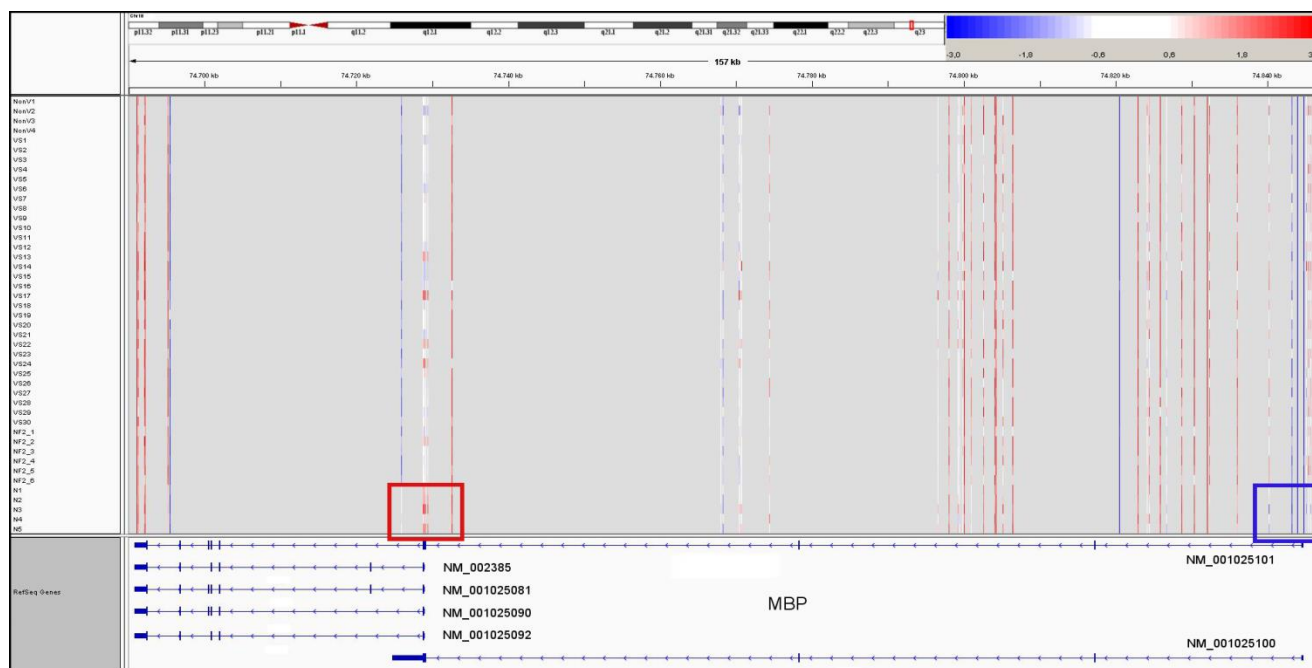 Chr18
p11.32 p11.31 p11.23 p11.21 p11.1 q11.2 q12.1 q12.2 q12.3 q21.1 q21.2 q21.31 q21.32 q21.33 q22.1 q22.2 q22.3 q23
-3,0 -1,8 -0,6 0,6 1,8 3
157 kb
74.700 kb 74.720 kb 74.740 kb 74.760 kb 74.780 kb 74.800 kb 74.820 kb 74.840 kb
NonV1
NonV2
NonV3
NonV4
VS1
VS2
VS3
VS4
VS5
VS6
VS7
VS8
VS9
VS10
VS11
VS12
VS13
VS14
VS15
VS16
VS17
VS18
VS19
VS20
VS21
VS22
VS23
VS24
VS25
VS26
VS27
VS28
VS29
VS30
NF2_1
NF2_2
NF2_3
NF2_4
NF2_5
NF2_6
N1
N2
N3
N4
N5
NM_001025101
NM_002385
RefSeq Genes
NM_001025081
MBP
NM_001025090
NM_001025092
NM_001025100